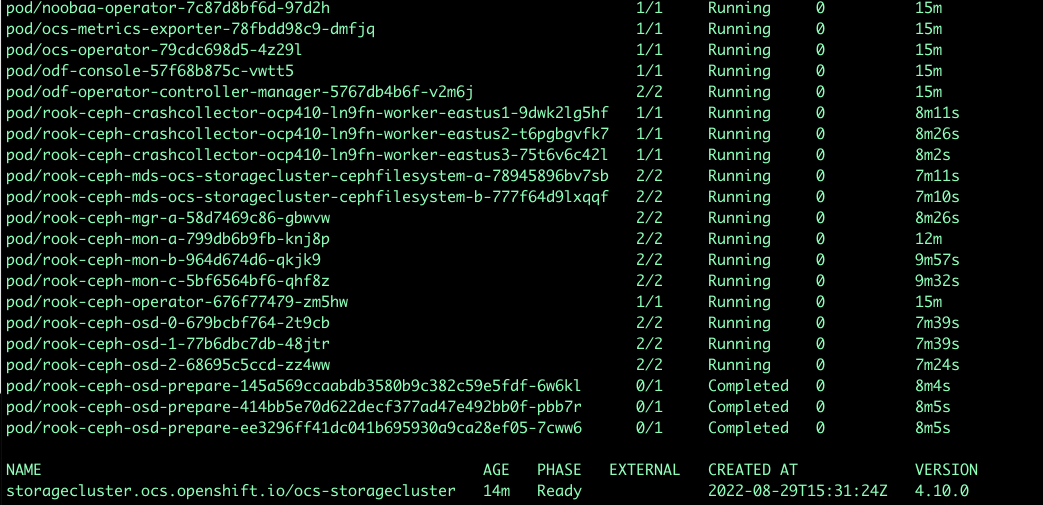 pod/noobaa-operator-7c87d8bf6d-97d2h 1/1 Running 0 15m
pod/ocs-metrics-exporter-78fbdd98c9-dmfjq 1/1 Running 0 15m
pod/ocs-operator-79cdc698d5-4z29l 1/1 Running 0 15m
pod/odf-console-57f68b875c-vwtt5 1/1 Running 0 15m
pod/odf-operator-controller-manager-5767db4b6f-v2m6j 2/2 Running 0 15m
pod/rook-ceph-crashcollector-ocp410-ln9fn-worker-eastus1-9dwk2lg5hf 1/1 Running 0 8m11s
pod/rook-ceph-crashcollector-ocp410-ln9fn-worker-eastus2-t6pgbgvfk7 1/1 Running 0 8m26s
pod/rook-ceph-crashcollector-ocp410-ln9fn-worker-eastus3-75t6v6c42l 1/1 Running 0 8m2s
pod/rook-ceph-mds-ocs-storagecluster-cephfilesystem-a-78945896bv7sb 2/2 Running 0 7m11s
pod/rook-ceph-mds-ocs-storagecluster-cephfilesystem-b-777f64d9lxqqf 2/2 Running 0 7m10s
pod/rook-ceph-mgr-a-58d7469c86-gbwvw 2/2 Running 0 8m26s
pod/rook-ceph-mon-a-799db6b9fb-knj8p 2/2 Running 0 12m
pod/rook-ceph-mon-b-964d674d6-qkjk9 2/2 Running 0 9m57s
pod/rook-ceph-mon-c-5bf6564bf6-qhf8z 2/2 Running 0 9m32s
pod/rook-ceph-operator-676f77479-zm5hw 1/1 Running 0 15m
pod/rook-ceph-osd-0-679bcbf764-2t9cb 2/2 Running 0 7m39s
pod/rook-ceph-osd-1-77b6dbc7db-48jtr 2/2 Running 0 7m39s
pod/rook-ceph-osd-2-68695c5ccd-zz4ww 2/2 Running 0 7m24s
pod/rook-ceph-osd-prepare-145a569ccaabdb3580b9c382c59e5fdf-6w6kl 0/1 Completed 0 8m4s
pod/rook-ceph-osd-prepare-414bb5e70d622decf377ad47e492bb0f-pbb7r 0/1 Completed 0 8m5s
pod/rook-ceph-osd-prepare-ee3296ff41dc041b695930a9ca28ef05-7cww6 0/1 Completed 0 8m5s
NAME AGE PHASE EXTERNAL CREATED AT VERSION
storagecluster.ocs.openshift.io/ocs-storagecluster 14m Ready 2022-08-29T15:31:24Z 4.10.0